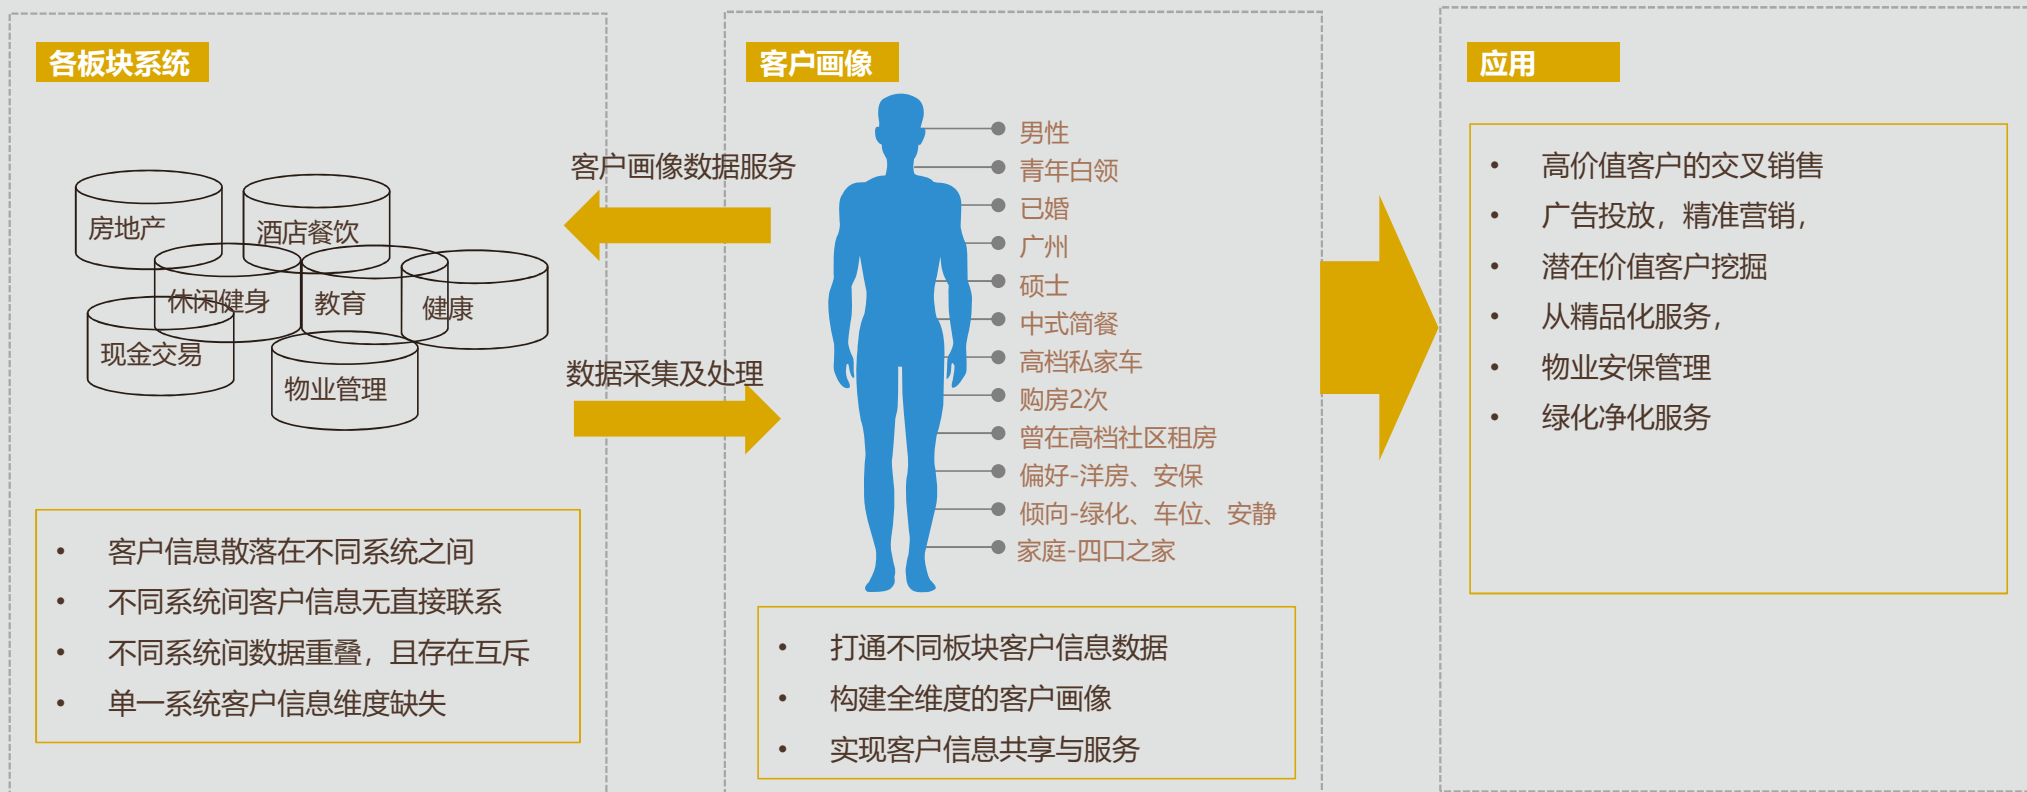 各板块系统
房地产
酒店餐饮
休闲健身
教育
健康
现金交易
物业管理
• 客户信息散落在不同系统之间
• 不同系统间客户信息无直接联系
• 不同系统间数据重叠，且存在互斥
• 单一系统客户信息维度缺失
客户画像数据服务
数据采集及处理
客户画像
男性
青年白领
已婚
广州
硕士
中式简餐
高档私家车
购房2次
曾在高档社区租房
偏好-洋房、安保
倾向-绿化、车位、安静
家庭-四口之家
• 打通不同板块客户信息数据
• 构建全维度的客户画像
• 实现客户信息共享与服务
应用
• 高价值客户的交叉销售
• 广告投放，精准营销，
• 潜在价值客户挖掘
• 从精品化服务，
• 物业安保管理
• 绿化净化服务